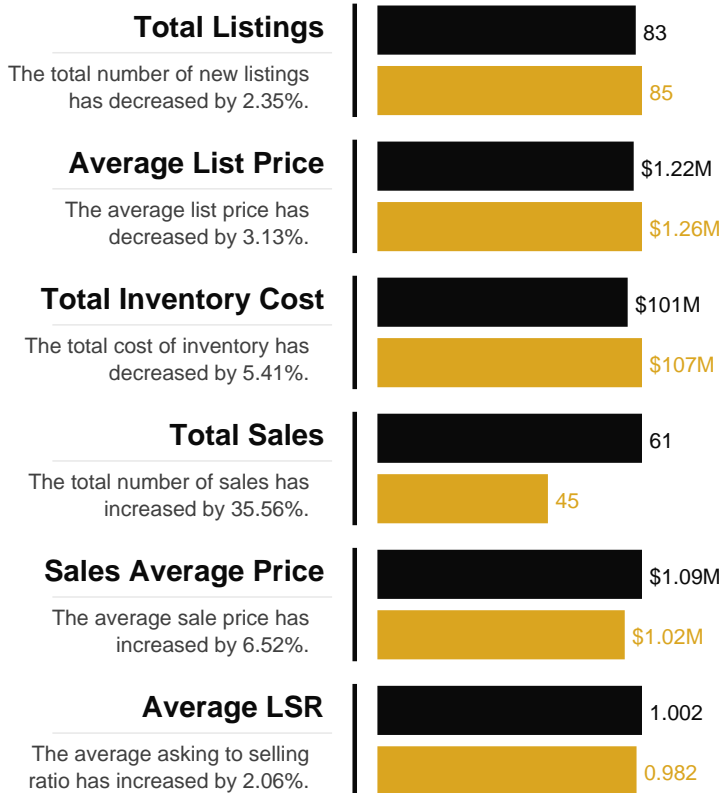 Total Listings
The total number of new listings
has decreased by 2.35%.
83
85
Average List Price
The average list price has
decreased by 3.13%.
$1.22M
$1.26M
Total Inventory Cost
The total cost of inventory has
decreased by 5.41%.
$101M
$107M
Total Sales
The total number of sales has
increased by 35.56%.
61
45
Sales Average Price
The average sale price has
increased by 6.52%.
$1.09M
$1.02M
Average LSR
The average asking to selling
ratio has increased by 2.06%.
1.002
0.982